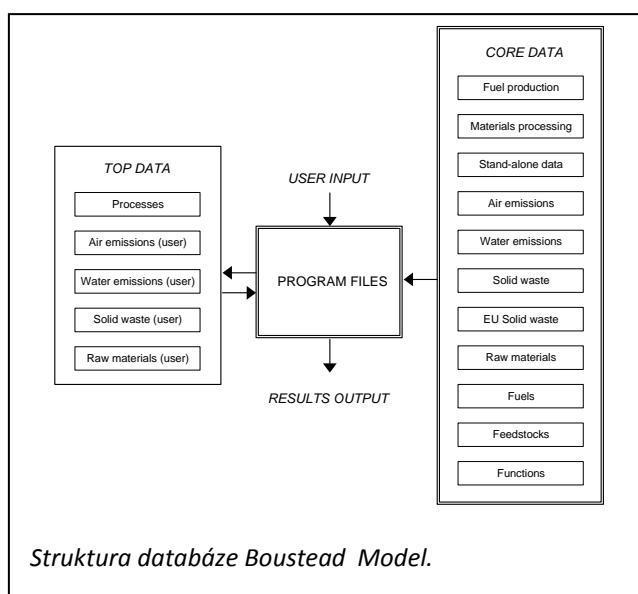 TOP DATA
Processes
Air emissions (user)
Water emissions (user)
Solid waste (user)
Raw materials (user)
USER INPUT
PROGRAM FILES
RESULTS OUTPUT
CORE DATA
Fuel production
Materials processing
Stand-alone data
Air emissions
Water emissions
Solid waste
EU Solid waste
Raw materials
Fuels
Feedstocks
Functions
Struktura databáze Boustead Model.